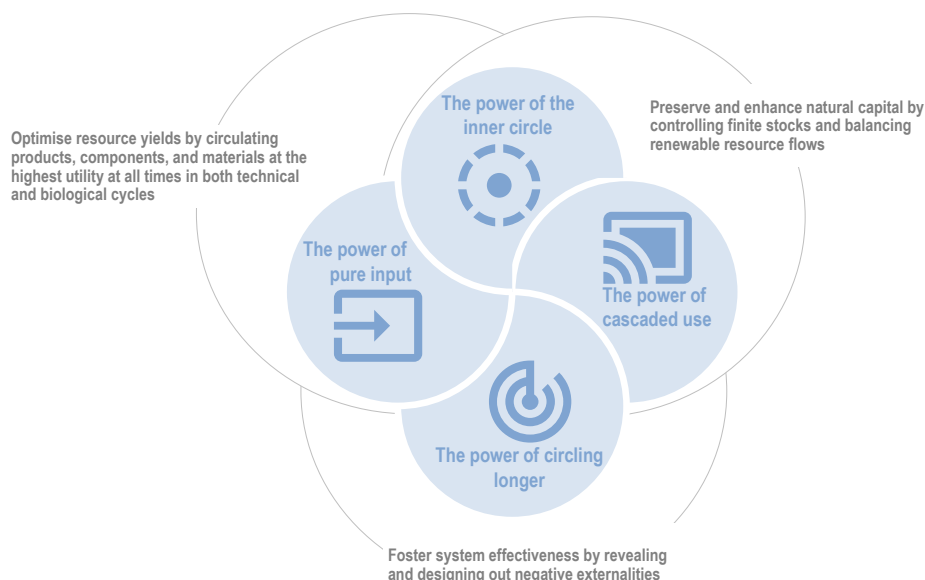 The power of the
inner circle
Preserve and enhance natural capital by
controlling finite stocks and balancing
renewable resource flows
Optimise resource yields by circulating
products, components, and materials at the
highest utility at all times in both technical
and biological cycles
The power of
pure input
The power of
cascaded use
The power of circling
longer
Foster system effectiveness by revealing
and designing out negative externalities